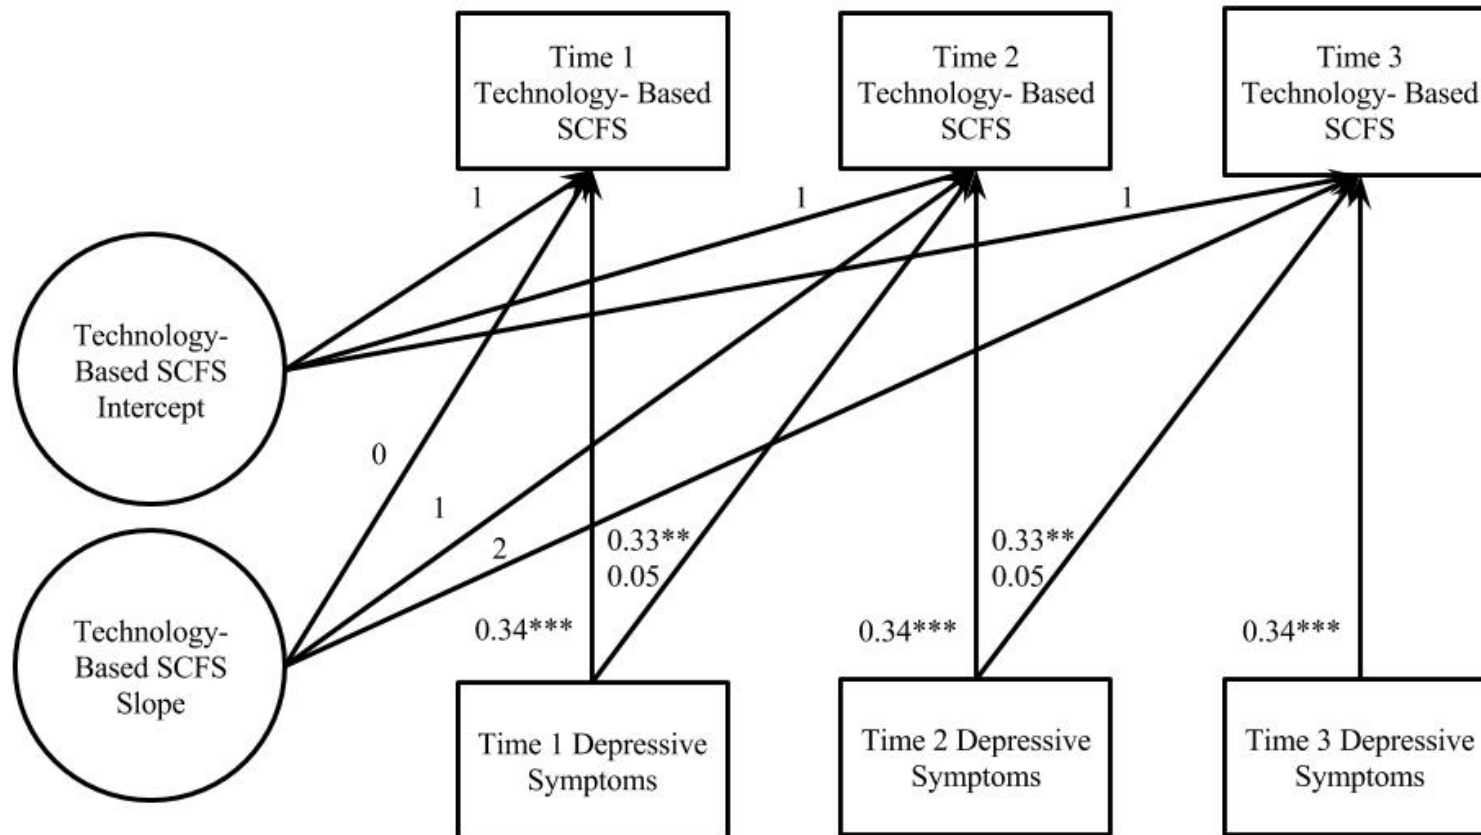 Time 1
Technology- Based
SCFS
Time 2
Technology- Based
SCFS
Time 3
Technology- Based
SCFS
1
1
1
Technology-
Based SCFS
Intercept
0
1
2
0.33**
0.05
0.33**
0.05
0.34***
0.34***
0.34***
Technology-
Based SCFS
Slope
Time 1 Depressive
Symptoms
Time 2 Depressive
Symptoms
Time 3 Depressive
Symptoms